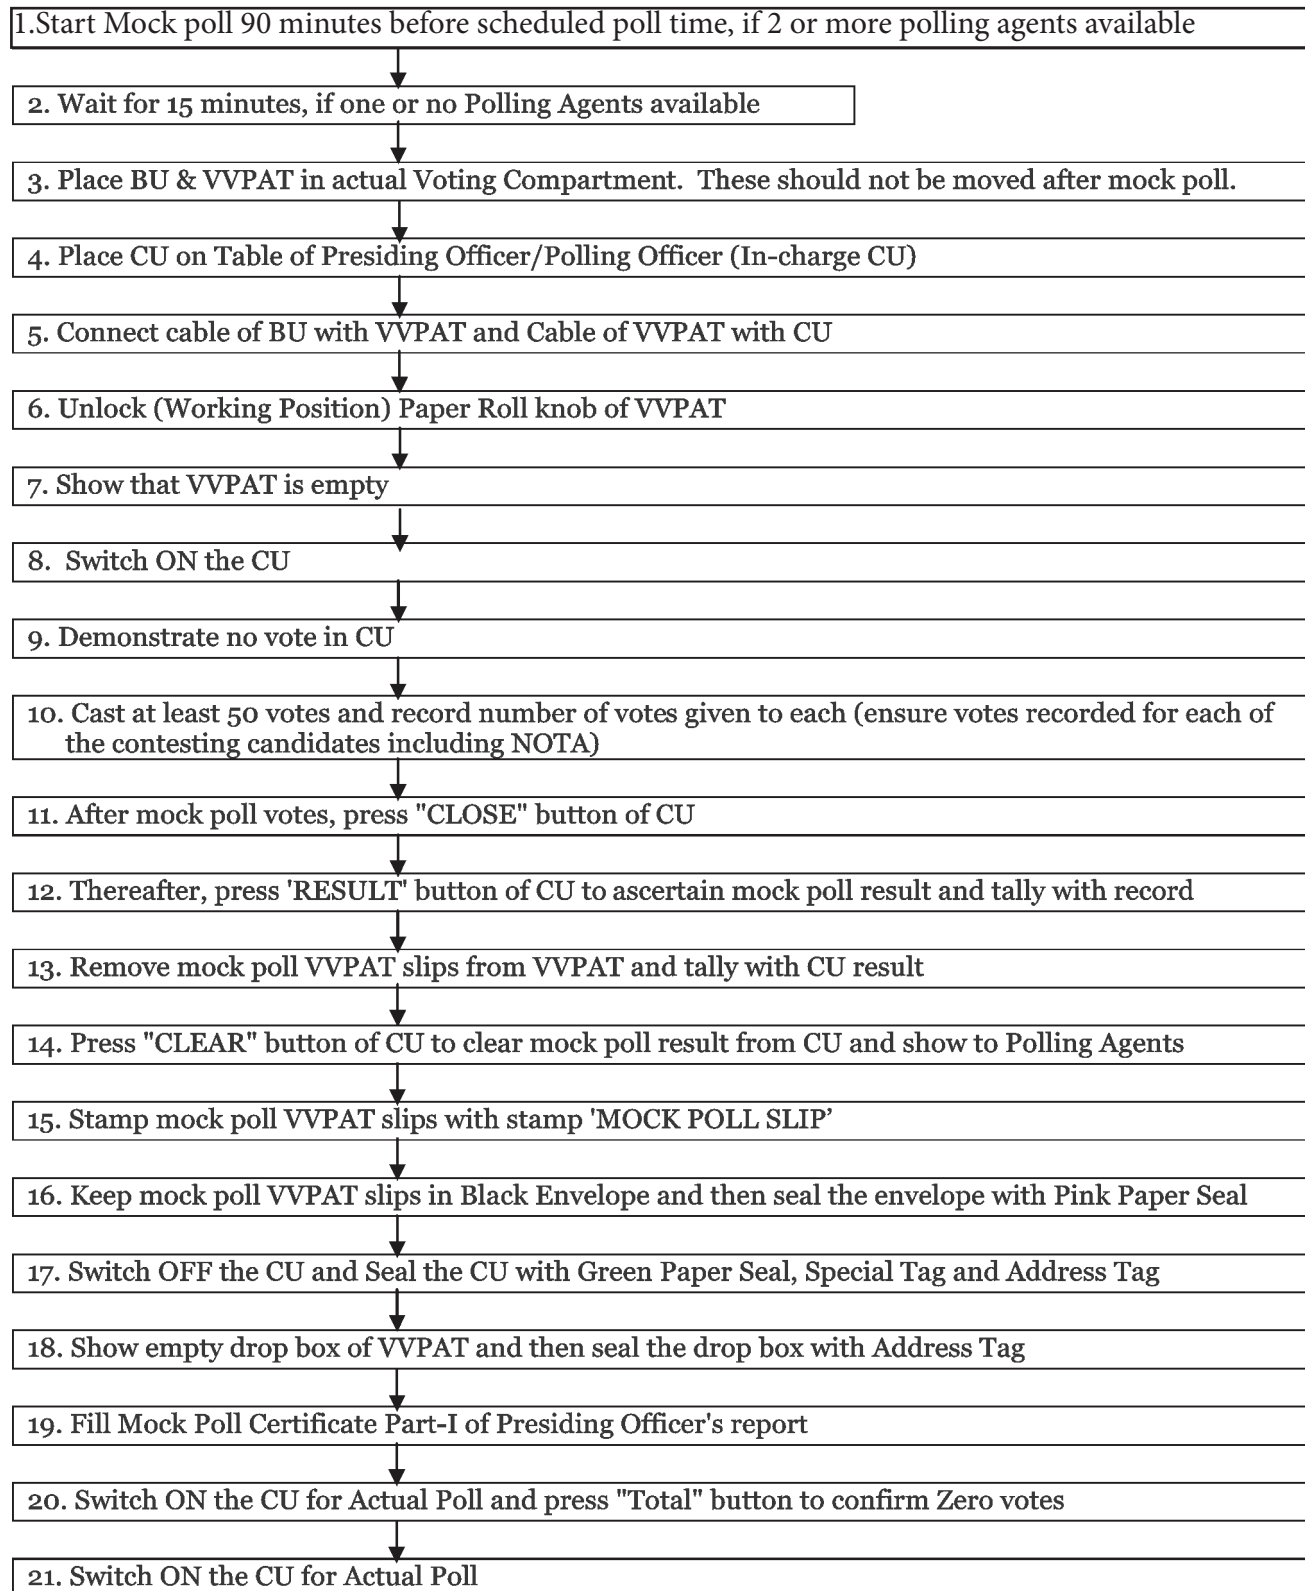 1.Start Mock poll 90 minutes before scheduled poll time, if 2 or more polling agents available
2. Wait for 15 minutes, if one or no Polling Agents available
3. Place BU & VVPAT in actual Voting Compartment.  These should not be moved after mock poll.
4. Place CU on Table of Presiding Officer/Polling Officer (In-charge CU)
5. Connect cable of BU with VVPAT and Cable of VVPAT with CU
6. Unlock (Working Position) Paper Roll knob of VVPAT
7. Show that VVPAT is empty
8.  Switch ON the CU
9. Demonstrate no vote in CU
10. Cast at least 50 votes and record number of votes given to each (ensure votes recorded for each of
the contesting candidates including NOTA)
11. After mock poll votes, press "CLOSE" button of CU
12. Thereafter, press 'RESULT' button of CU to ascertain mock poll result and tally with record
13. Remove mock poll VVPAT slips from VVPAT and tally with CU result
14. Press "CLEAR" button of CU to clear mock poll result from CU and show to Polling Agents
15. Stamp mock poll VVPAT slips with stamp 'MOCK POLL SLIP’
16. Keep mock poll VVPAT slips in Black Envelope and then seal the envelope with Pink Paper Seal
17. Switch OFF the CU and Seal the CU with Green Paper Seal, Special Tag and Address Tag
18. Show empty drop box of VVPAT and then seal the drop box with Address Tag
19. Fill Mock Poll Certificate Part-I of Presiding Officer's report
20. Switch ON the CU for Actual Poll and press "Total" button to confirm Zero votes
21. Switch ON the CU for Actual Poll